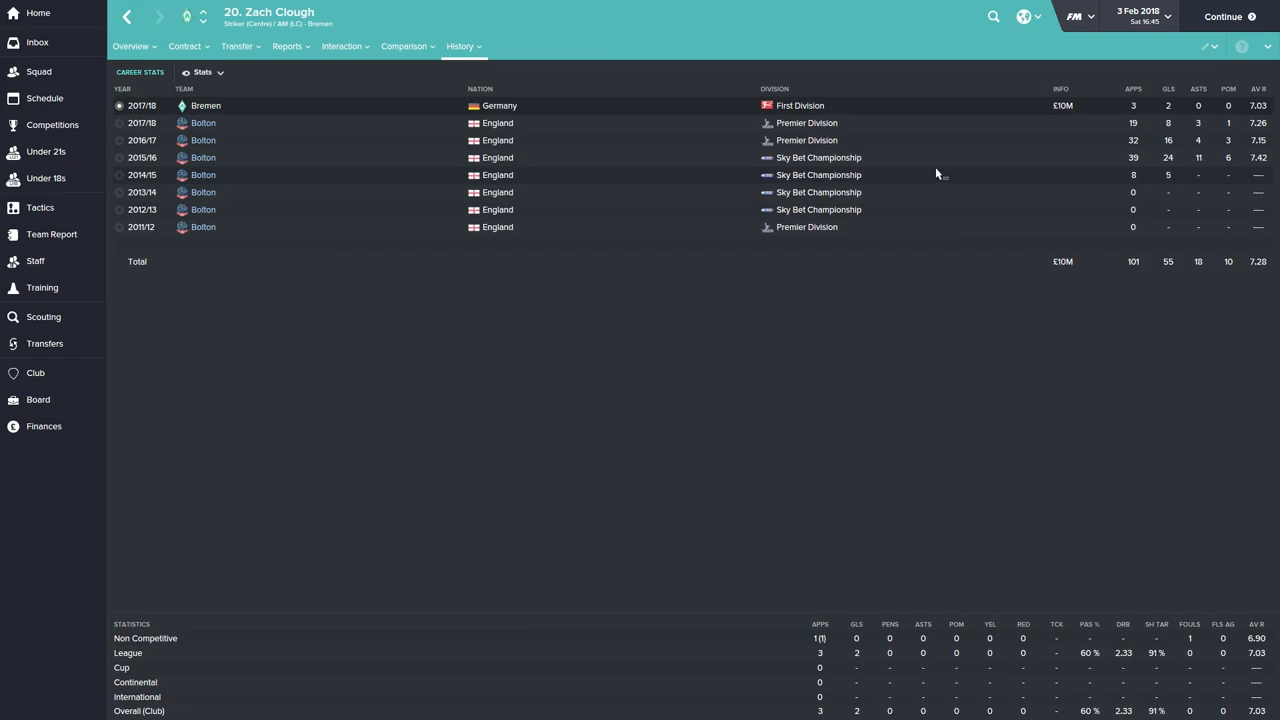 Home
Inbox
Squad
Schedule
Competitions
Under 21s
Under 18s
Tactics
Team Report
Staff
Training
Scouting
Transfers
Club
Board
Finances
20. Zach Clough
Striker (Centre) / AM (LC) - Bremen
FM
3 Feb 2018
Sat 16:45
Continue
Overview Contract Transfer Reports Interaction Comparison History
CAREER STATS Stats
YEAR TEAM NATION DIVISION INFO APPS GLS ASTS POM AV R
2017/18 Bremen Germany First Division £10M 3 2 0 0 7.03
2017/18 Bolton England Premier Division 19 8 3 1 7.26
2016/17 Bolton England Premier Division 32 16 4 3 7.15
2015/16 Bolton England Sky Bet Championship 39 24 11 6 7.42
2014/15 Bolton England Sky Bet Championship 8 5 - - ----
2013/14 Bolton England Sky Bet Championship 0 - - - ----
2012/13 Bolton England Sky Bet Championship 0 - - - ----
2011/12 Bolton England Premier Division 0 - - - ----
Total £10M 101 55 18 10 7.28
STATISTICS APPS GLS PENS ASTS POM YEL RED TCK PAS % DRB SH TAR FOULS FLS AG AV R
Non Competitive 1 (1) 0 0 0 0 0 0 - - - - 1 0 6.90
League 3 2 0 0 0 0 0 - 60 % 2.33 91 % 0 0 7.03
Cup 0 - - - - - - - - - - - - ----
Continental 0 - - - - - - - - - - - - ----
International 0 - - - - - - - - - - - - ----
Overall (Club) 3 2 0 0 0 0 0 - 60 % 2.33 91 % 0 0 7.03